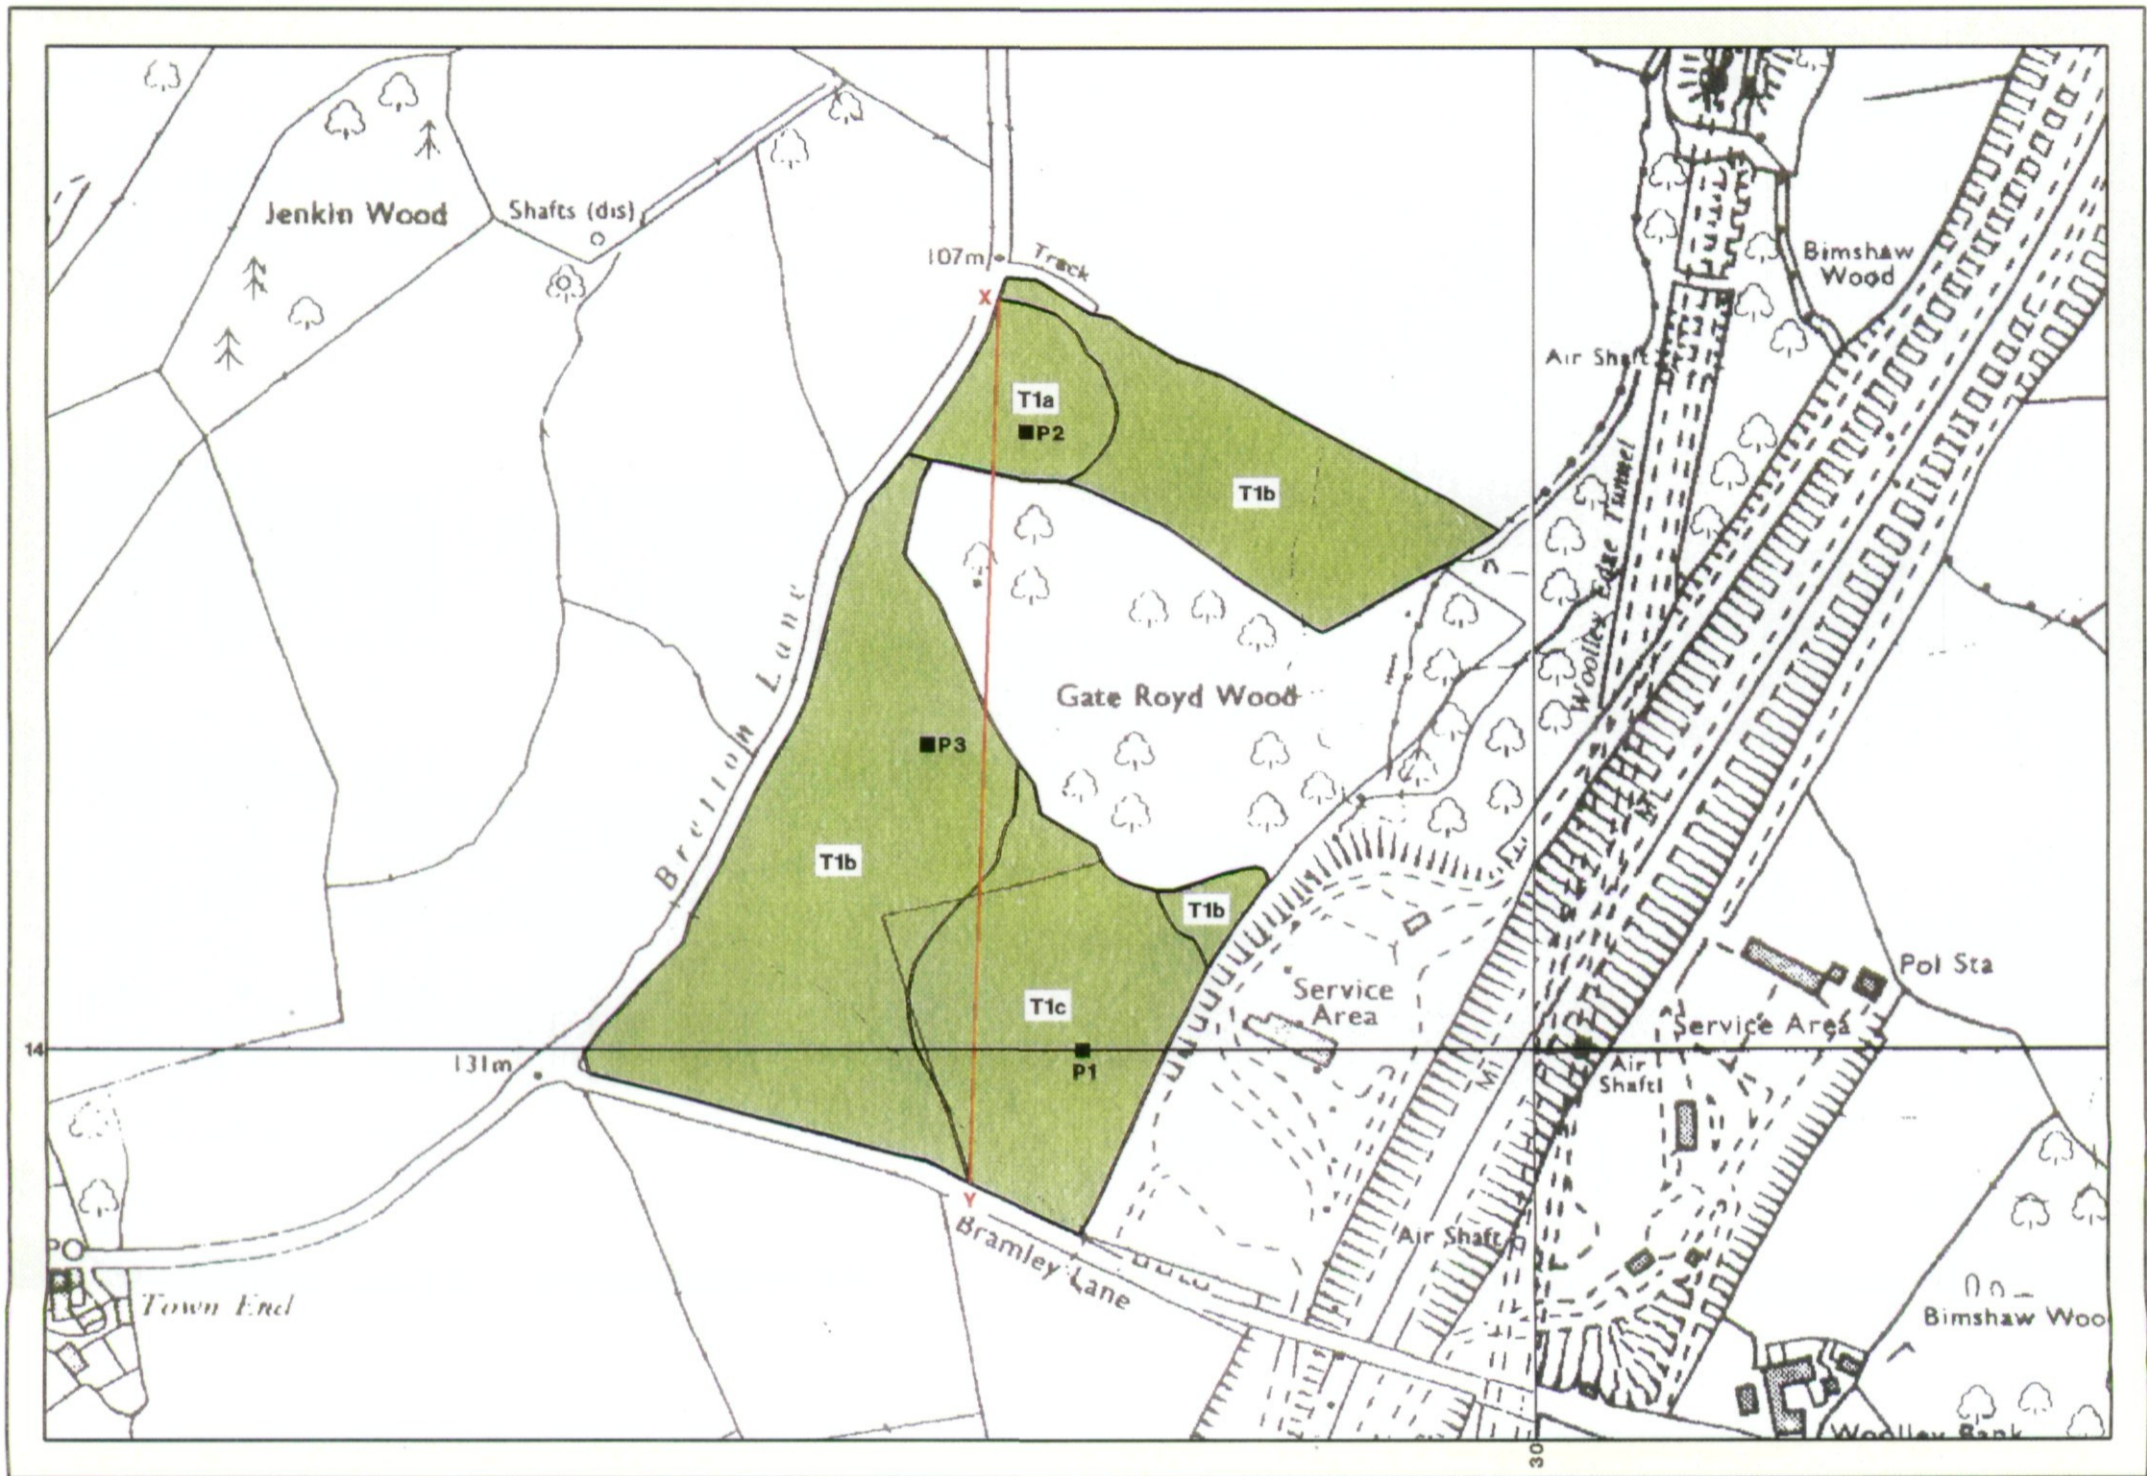 Jenkin Wood
Shafts (dis)
107m
Track
X
Bimshaw
Wood
Air Shaft
T1a
P2
T1b
Woolley Edge Tunnel
Bretton Lane
Gate Royd Wood
P3
T1b
T1b
T1c
P1
Service
Area
Pol Sta
Service Area
14
131m
M1
Air
Shaft
Y
Bramley Lane
Air Shaft
Town End
Bimshaw Woo
Woolley Bank
30